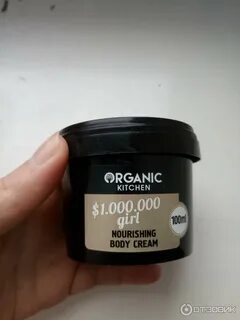 ORGANIC
KITCHEN
$1.000.000
girl
100ml
NOURISHING
BODY CREAM
ОТЗОВИК